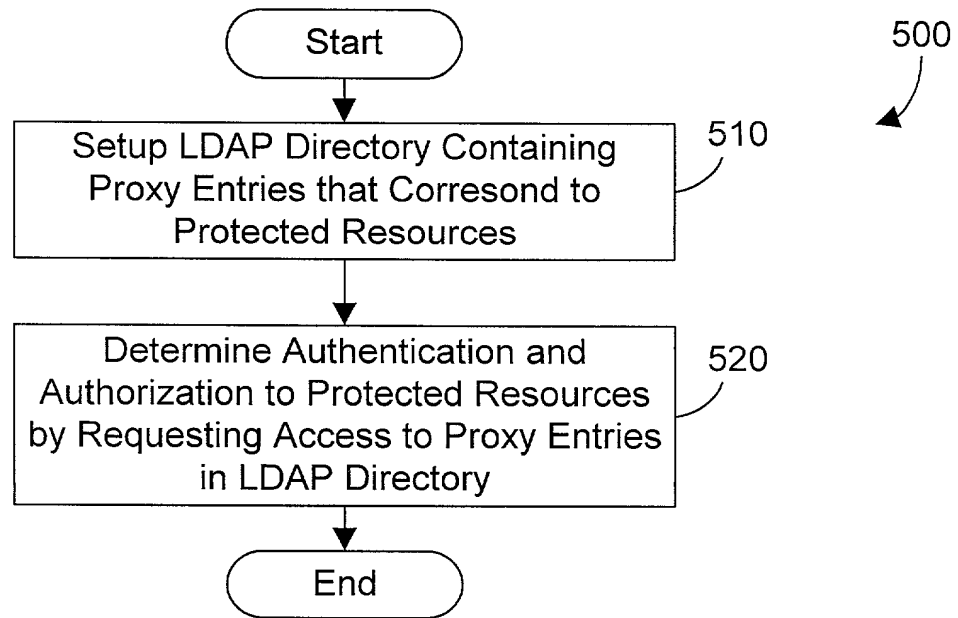 Start
500
Setup LDAP Directory Containing
Proxy Entries that Corresond to
Protected Resources
510
Determine Authentication and
Authorization to Protected Resources
by Requesting Access to Proxy Entries
in LDAP Directory
520
End